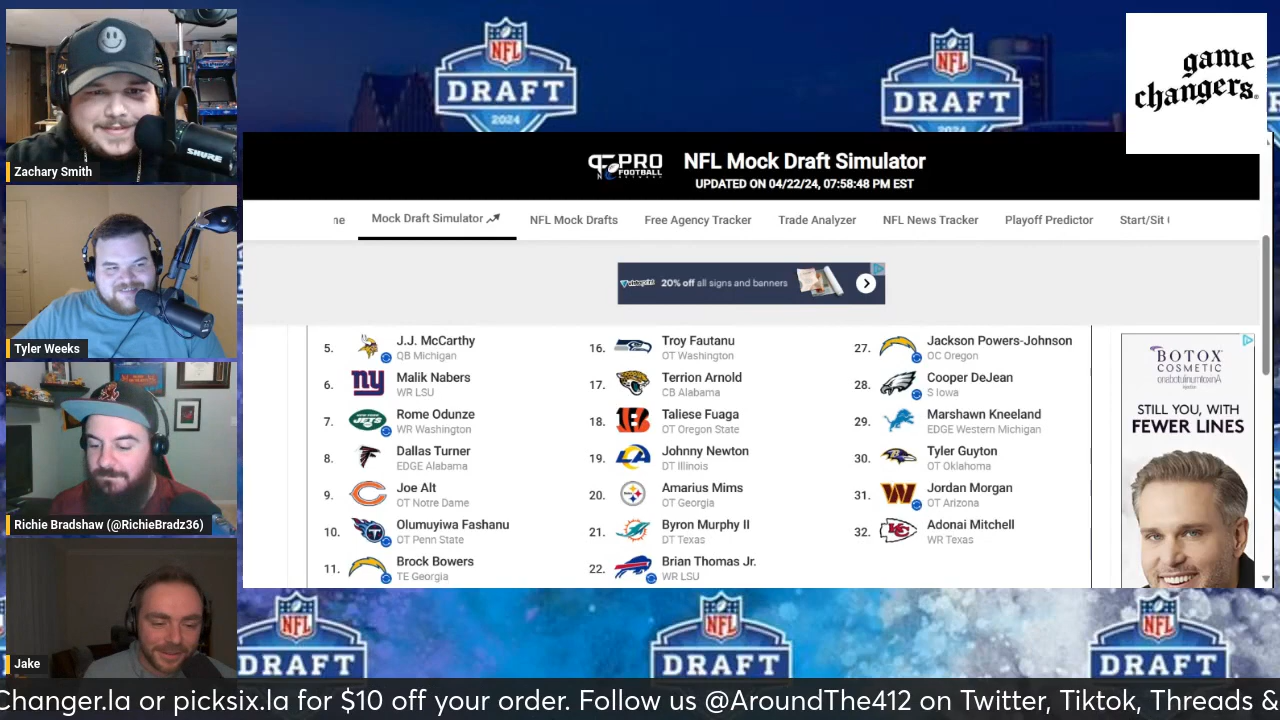 Zachary Smith
Tyler Weeks
Richie Bradshaw (@RichieBradz36)
Jake
NFL
DRAFT
2024
NFL
DRAFT
2024
game
changers
PRO
FOOTBALL
NETWORK
NFL Mock Draft Simulator
UPDATED ON 04/22/24, 07:58:48 PM EST
ne
Mock Draft Simulator
NFL Mock Drafts
Free Agency Tracker
Trade Analyzer
NFL News Tracker
Playoff Predictor
Start/Sit
20% off all signs and banners
5. J.J. McCarthy
QB Michigan
6. Malik Nabers
WR LSU
7. Rome Odunze
WR Washington
8. Dallas Turner
EDGE Alabama
9. Joe Alt
OT Notre Dame
10. Olumuyiwa Fashanu
OT Penn State
11. Brock Bowers
TE Georgia
16. Troy Fautanu
OT Washington
17. Terrion Arnold
CB Alabama
18. Taliese Fuaga
OT Oregon State
19. Johnny Newton
DT Illinois
20. Amarius Mims
OT Georgia
21. Byron Murphy II
DT Texas
22. Brian Thomas Jr.
WR LSU
27. Jackson Powers-Johnson
OC Oregon
28. Cooper DeJean
S Iowa
29. Marshawn Kneeland
EDGE Western Michigan
30. Tyler Guyton
OT Oklahoma
31. Jordan Morgan
OT Arizona
32. Adonai Mitchell
WR Texas
BOTOX
COSMETIC
onabotulinumtoxinA
STILL YOU, WITH
FEWER LINES
NFL
DRAFT
NFL
DRAFT
NFL
DRAFT
SHURE
Changer.la or picksix.la for $10 off your order. Follow us @AroundThe412 on Twitter, Tiktok, Threads &